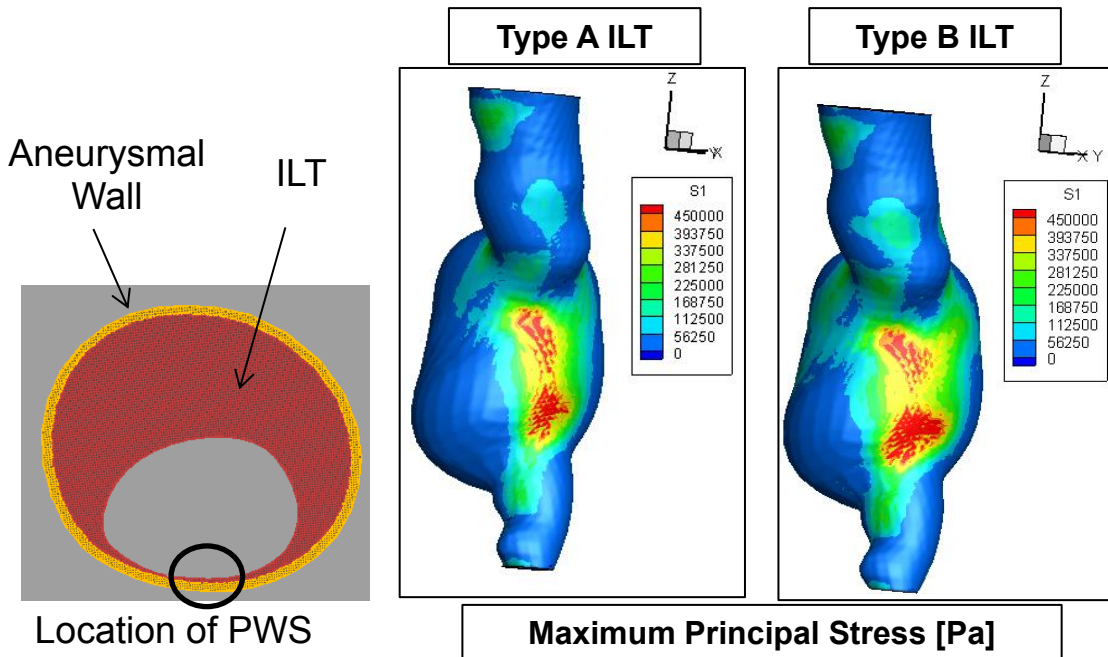 Type A ILT
Type B ILT
Aneurysmal
Wall
ILT
Location of PWS
Z
YX
S1
450000
393750
337500
281250
225000
168750
112500
56250
0
Z
X Y
S1
450000
393750
337500
281250
225000
168750
112500
56250
0
Maximum Principal Stress [Pa]